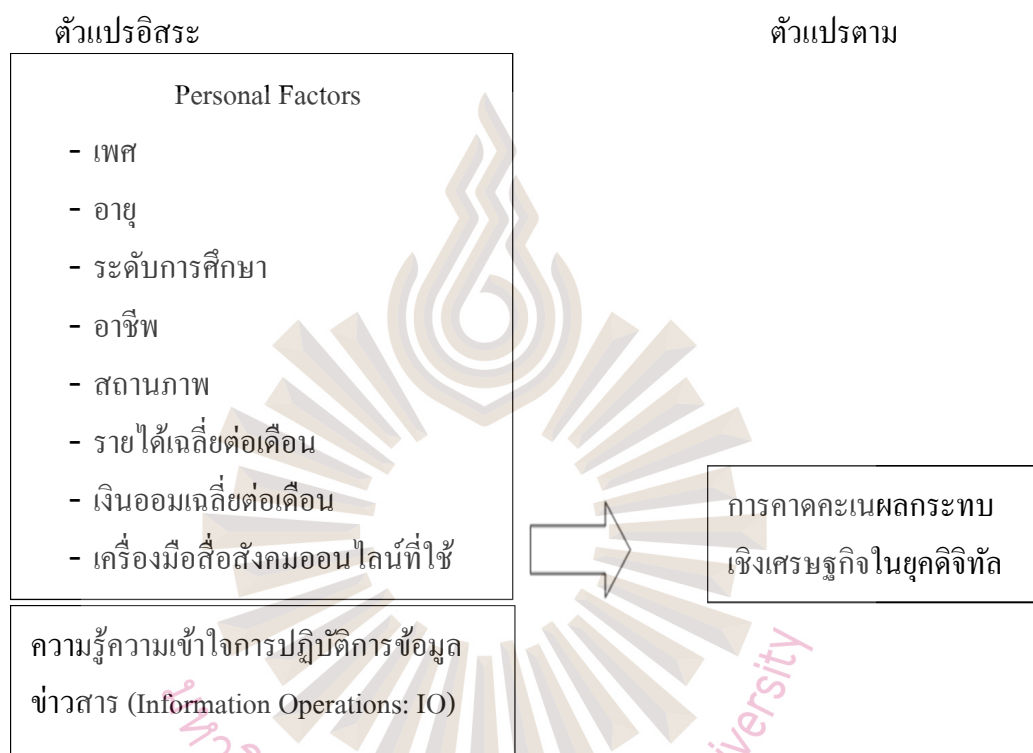 ตัวแปรอิสระ
ตัวแปรตาม
Personal Factors
- เพศ
- อายุ
- ระดับการศึกษา
- อาชีพ
- สถานภาพ
- รายได้เฉลี่ยต่อเดือน
- เงินออมเฉลี่ยต่อเดือน
- เครื่องมือสื่อสังคมออนไลน์ที่ใช้
การคาดคะเนผลกระทบ
เชิงเศรษฐกิจในยุคดิจิทัล
ความรู้ความเข้าใจการปฏิบัติการข้อมูล
ข่าวสาร (Information Operations: IO)